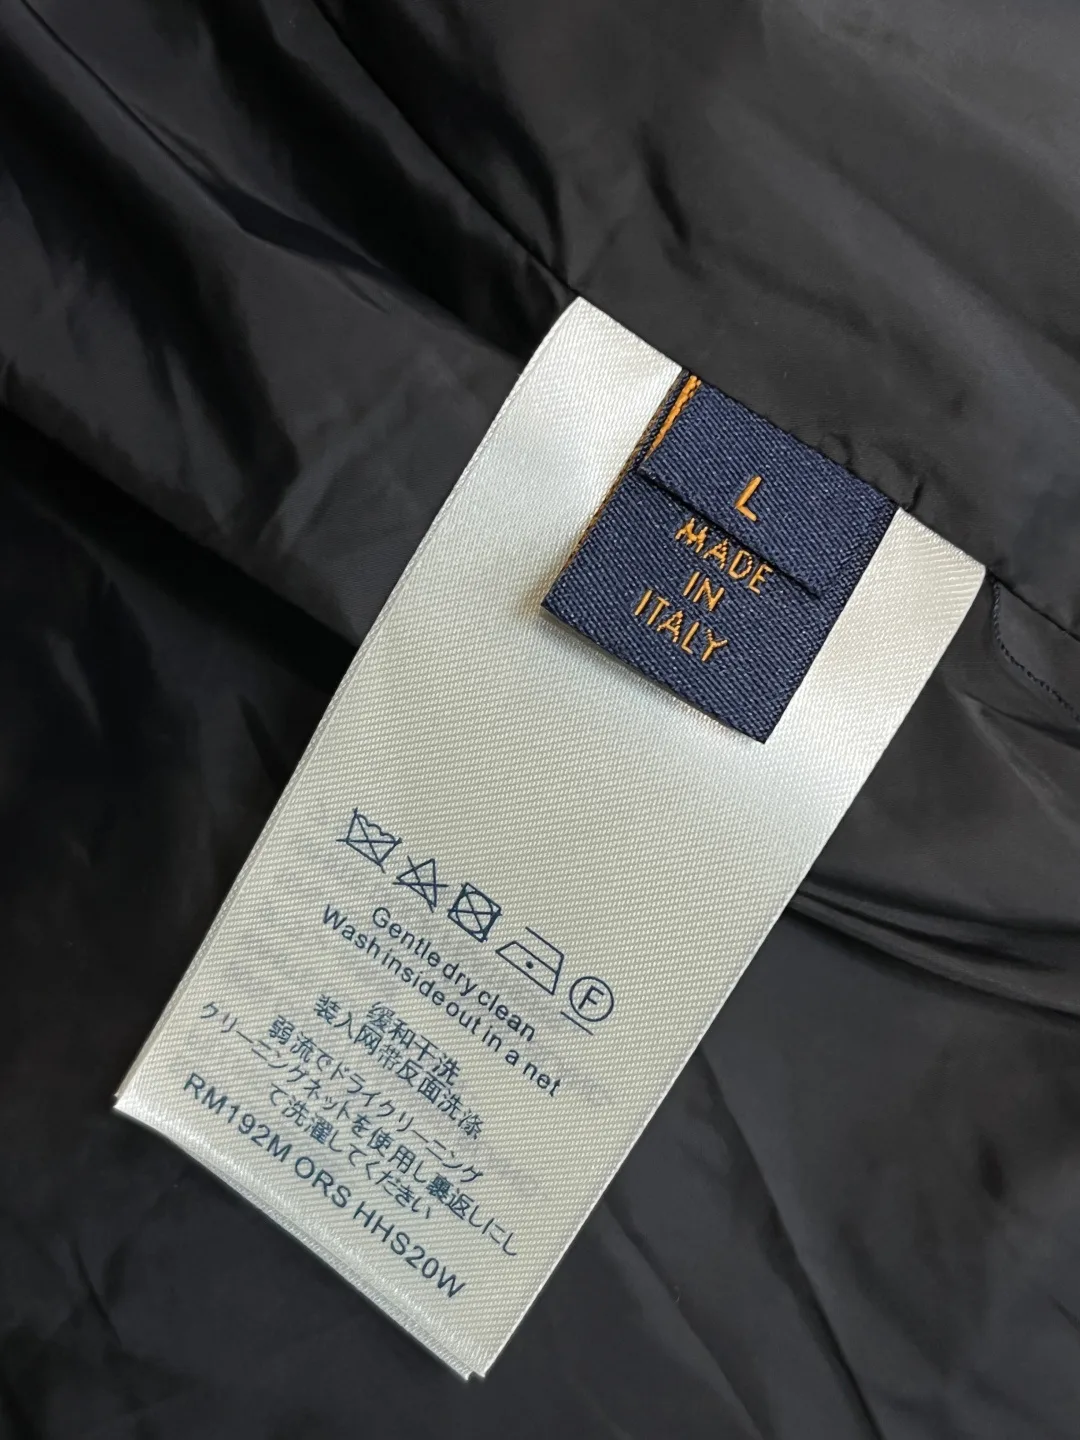 L
MADE
IN
ITALY
F
Gentle dry clean
Wash inside out in a net
缓和干洗
装入网带反面洗涤
弱流でドライクリーニング
クリーニングネットを使用し裏返しにし
て洗濯してください
RM192M ORS HHS20W